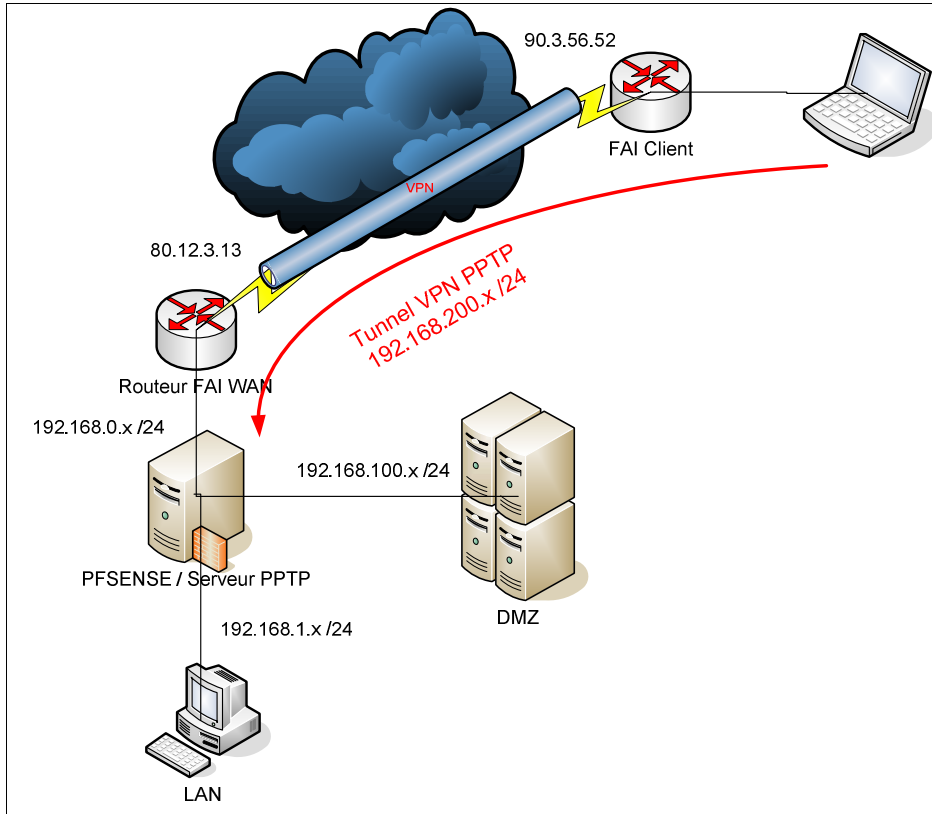 90.3.56.52
FAI Client
VPN
80.12.3.13
Tunnel VPN PPTP
192.168.200.x /24
Routeur FAI WAN
192.168.0.x /24
192.168.100.x /24
PFSENSE / Serveur PPTP
DMZ
192.168.1.x /24
LAN